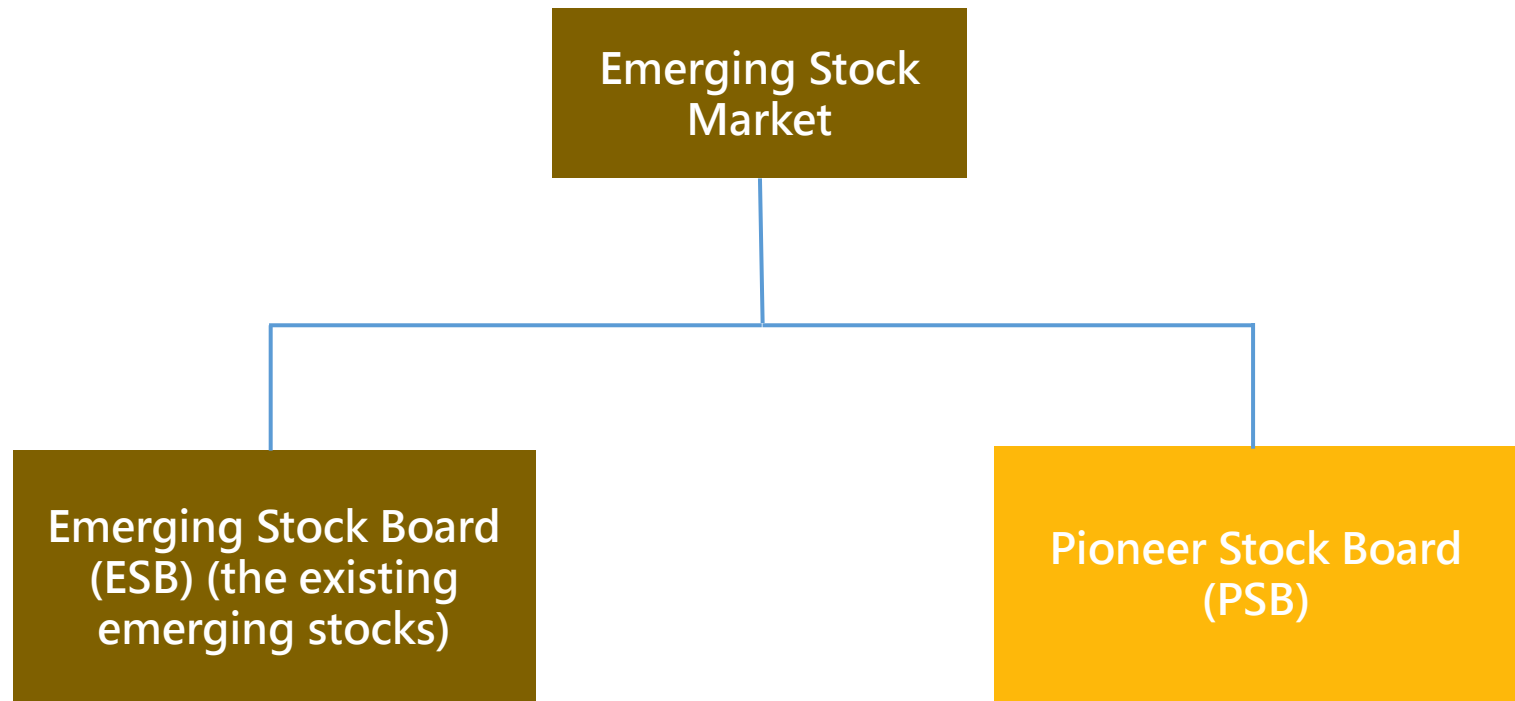 Emerging Stock
Market
Emerging Stock Board
(ESB) (the existing
emerging stocks)
Pioneer Stock Board
(PSB)